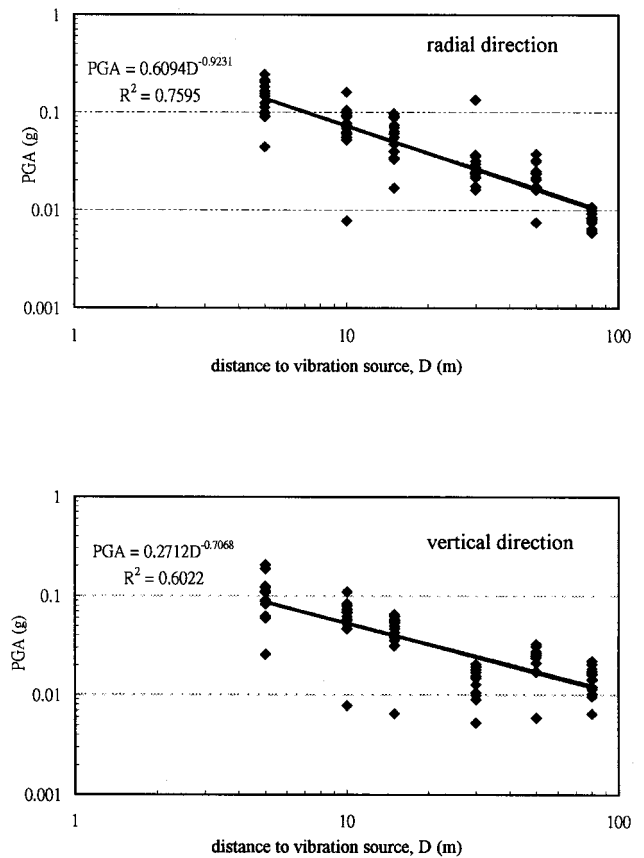 1
radial direction
PGA = 0.6094D^-0.9231
R^2 = 0.7595
0.1
PGA (g)
0.01
0.001
1 10 100
distance to vibration source, D (m)
1
vertical direction
PGA = 0.2712D^-0.7068
R^2 = 0.6022
0.1
PGA (g)
0.01
0.001
1 10 100
distance to vibration source, D (m)